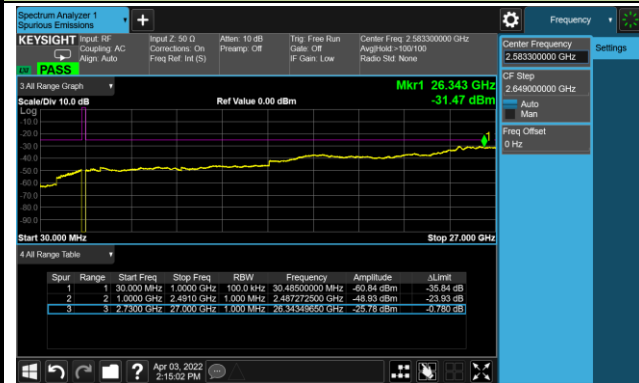 Spectrum Analyzer 1
Spurious Emissions
+
Frequency
KEYSIGHT Input: RF Input Z: 50 Ω Atten: 10 dB Trig: Free Run Center Freq: 2.583300000 GHz
Coupling: AC Corrections: On Preamp: Off Gate: Off Avg|Hold:>100/100
Align: Auto Freq Ref: Int (S) IF Gain: Low Radio Std: None
PASS
Center Frequency
2.583300000 GHz
Settings
CF Step
2.649000000 GHz
Auto
Man
Freq Offset
0 Hz
3 All Range Graph
Mkr1 26.343 GHz
Scale/Div 10.0 dB Ref Value 0.00 dBm -31.47 dBm
Log
-10.0
-20.0
-30.0
-40.0
-50.0
-60.0
-70.0
-80.0
-90.0
1
Start 30.000 MHz Stop 27.000 GHz
4 All Range Table
Spur Range Start Freq Stop Freq RBW Frequency Amplitude ΔLimit
1 1 30.000 MHz 1.0000 GHz 100.0 kHz 30.48500000 MHz -60.84 dBm -35.84 dB
2 2 1.0000 GHz 2.4910 GHz 1.000 MHz 2.487272500 GHz -48.93 dBm -23.93 dB
3 3 2.7300 GHz 27.000 GHz 1.000 MHz 26.34349650 GHz -25.78 dBm -0.780 dB
?
Apr 03, 2022
2:15:02 PM